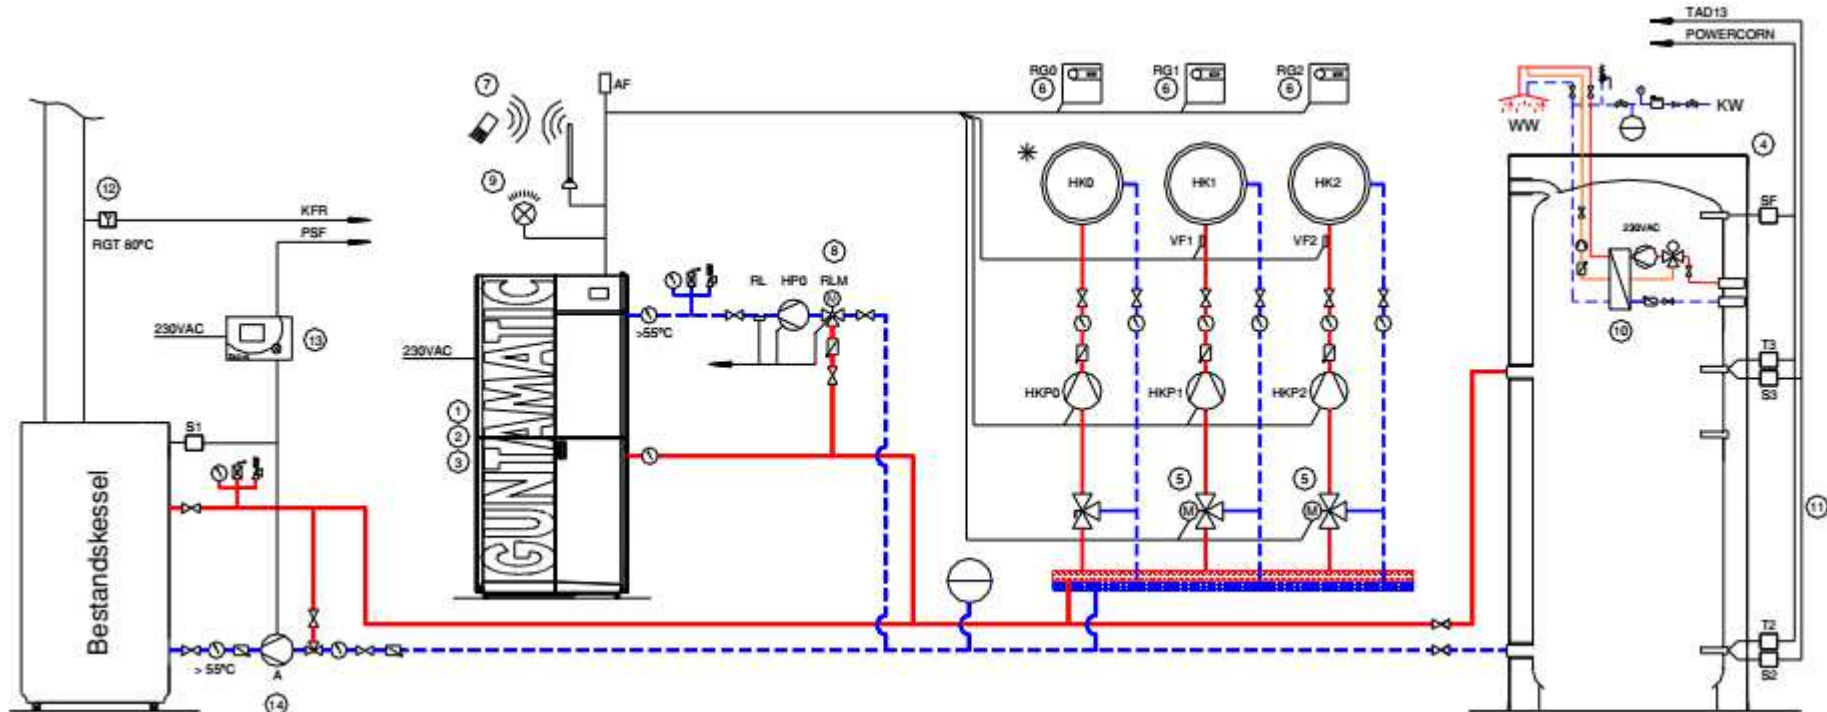 TAD13
POWERCORN
7
AF
RG0
6
RG1
6
RG2
6
WW
KW
4
12
KFR
RGT 80°C
PSF
9
HK0
HK1
HK2
SF
VF1
VF2
230VAC
8
RL
HP0
RLM
M
>55°C
10
230VAC
13
230VAC
T3
S3
HKP0
HKP1
HKP2
1
2
3
GUNTAMATIC
S1
5
5
M
M
11
Bestandskessel
T2
S2
> 55°C
A
14
Y